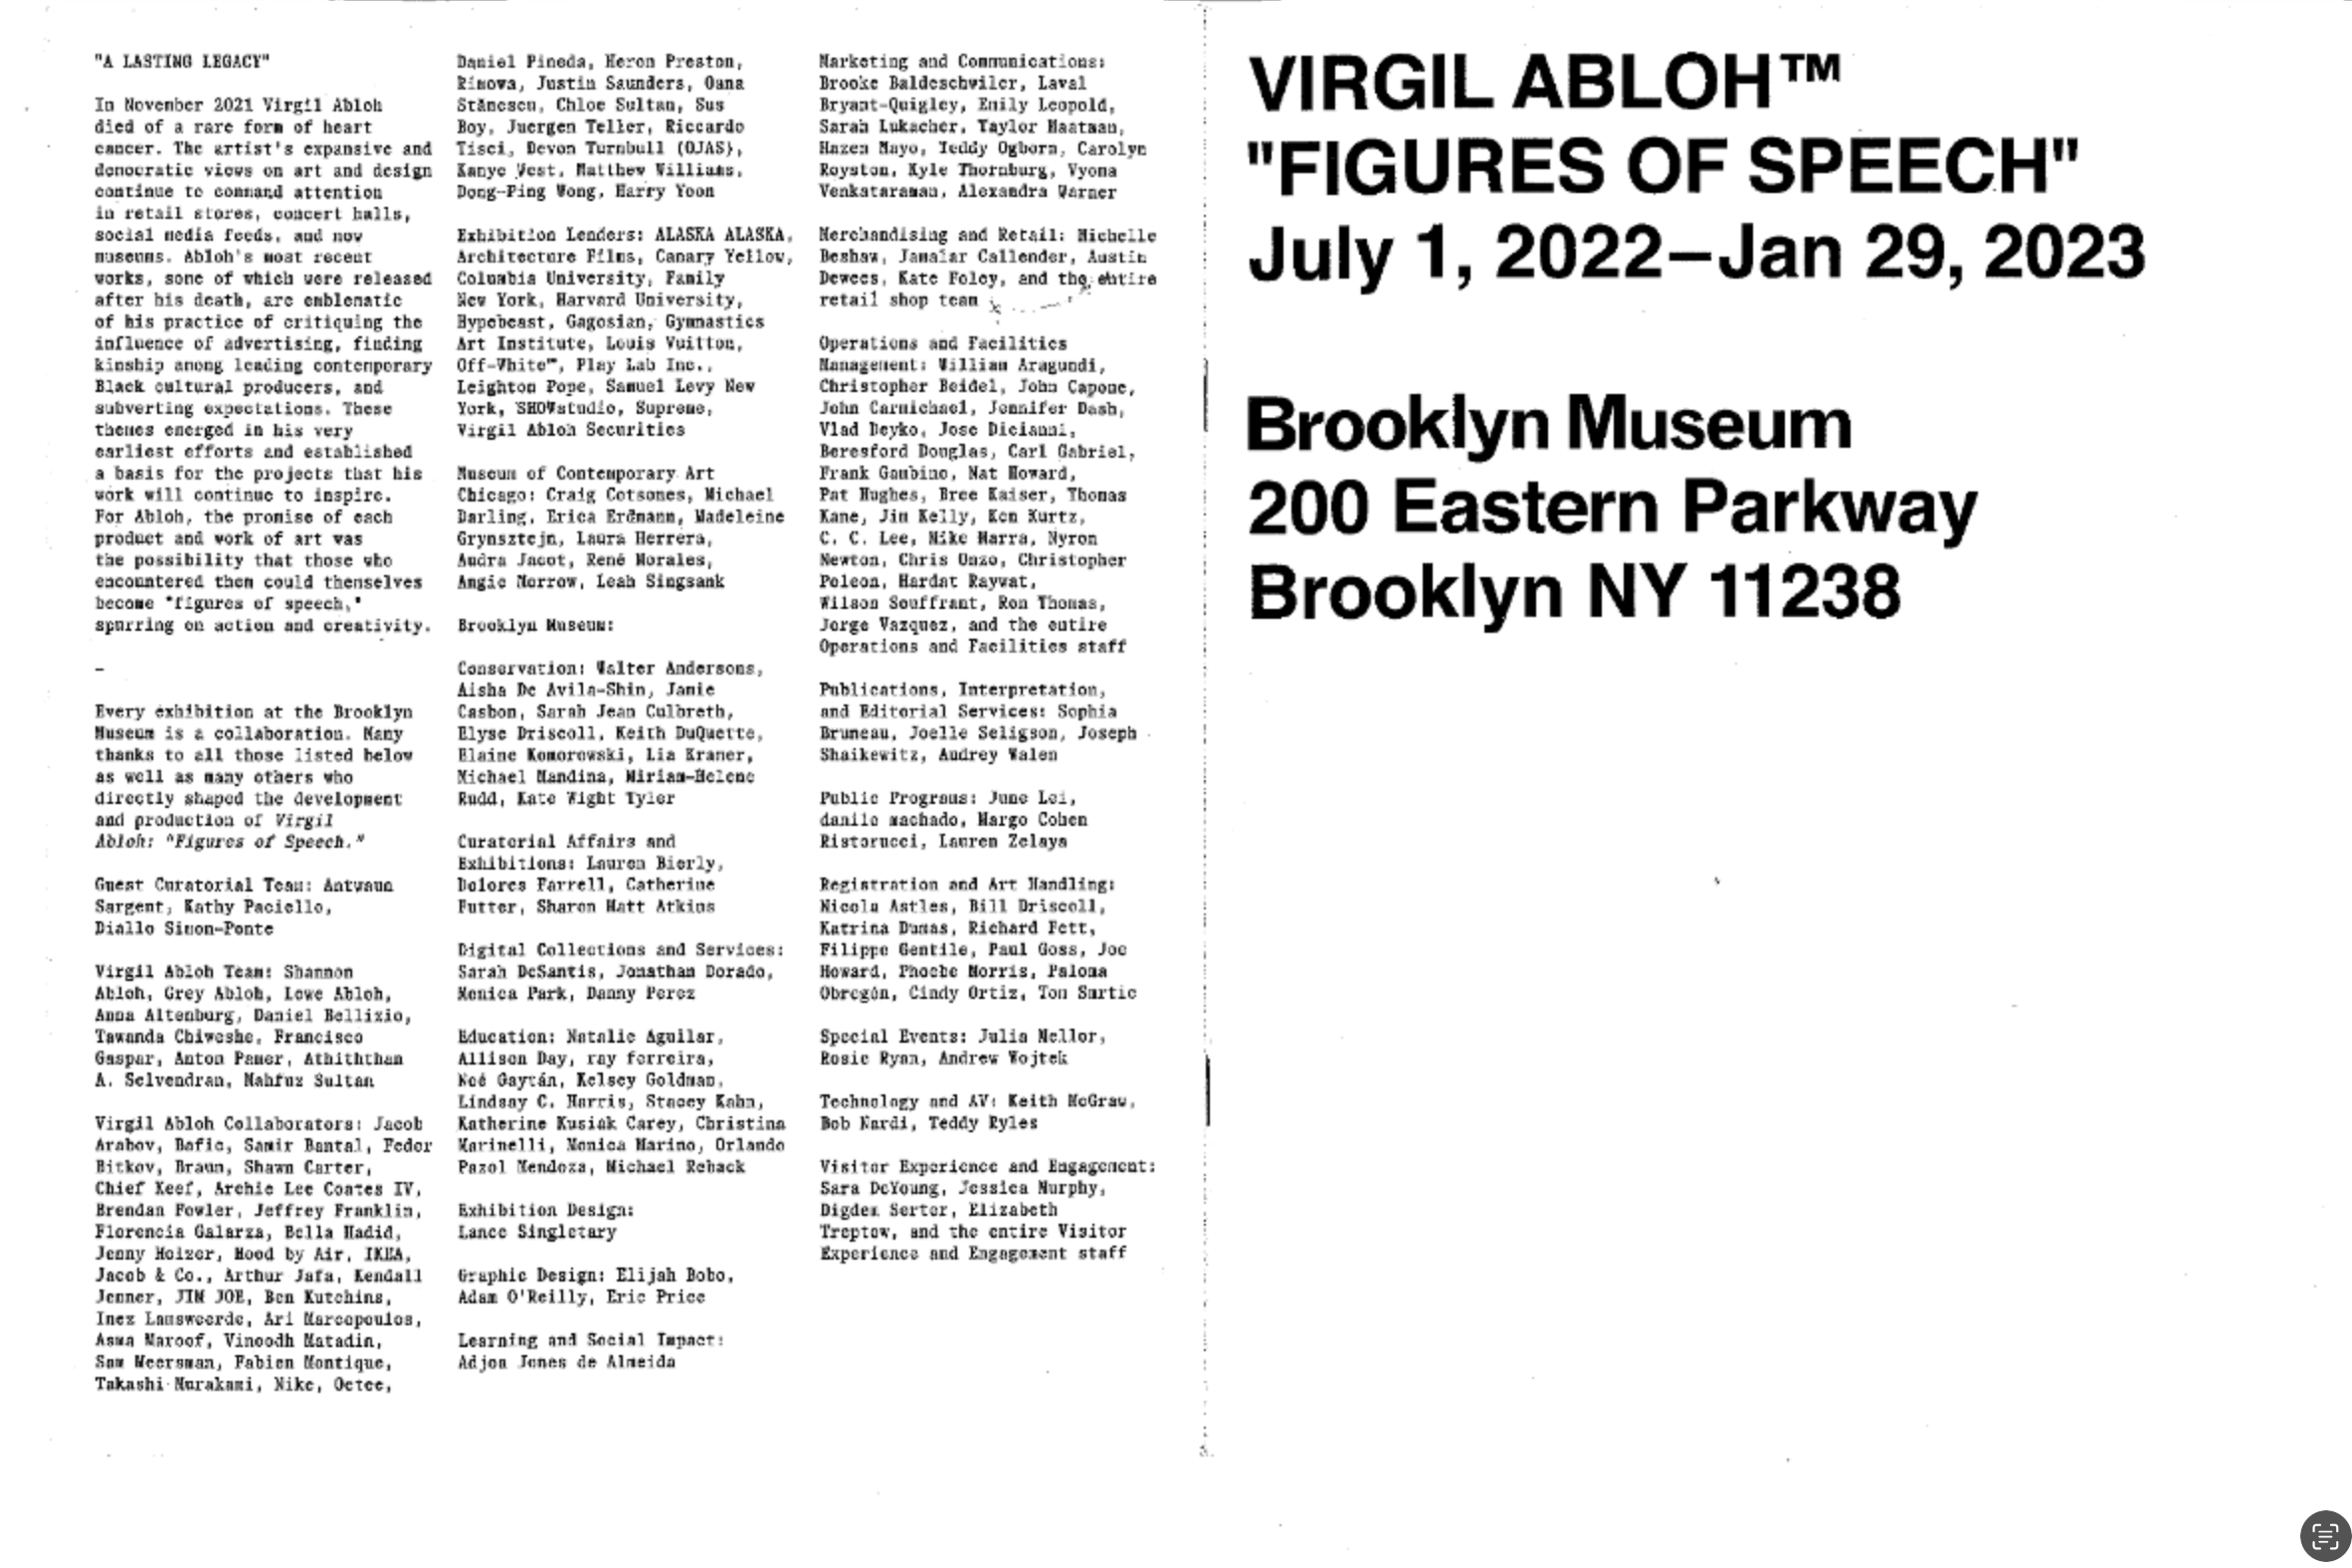 "A LASTING LEGACY"
In November 2021 Virgil Abloh
died of a rare form of heart
cancer. The artist's expansive and
democratic views on art and design
continue to command attention
in retail stores, concert halls,
social media feeds, and now
museums. Abloh's most recent
works, some of which were released
after his death, are emblematic
of his practice of critiquing the
influence of advertising, finding
kinship among leading contemporary
Black cultural producers, and
subverting expectations. These
themes emerged in his very
earliest efforts and established
a basis for the projects that his
work will continue to inspire.
For Abloh, the promise of each
product and work of art was
the possibility that those who
encountered them could themselves
become "figures of speech,"
spurring on action and creativity.
–
Every exhibition at the Brooklyn
Museum is a collaboration. Many
thanks to all those listed below
as well as many others who
directly shaped the development
and production of Virgil
Abloh: "Figures of Speech."
Guest Curatorial Team: Antwaun
Sargent, Kathy Paciello,
Diallo Simon-Ponte
Virgil Abloh Team: Shannon
Abloh, Grey Abloh, Lowe Abloh,
Anna Altenburg, Daniel Bellizio,
Tawanda Chiweshe, Francisco
Gaspar, Anton Pauer, Athiththan
A. Selvendran, Mahfuz Sultan
Virgil Abloh Collaborators: Jacob
Arabov, Bafic, Samir Bantal, Fedor
Bitkov, Braun, Shawn Carter,
Chief Keef, Archie Lee Coates IV,
Brendan Fowler, Jeffrey Franklin,
Florencia Galarza, Bella Hadid,
Jenny Holzer, Hood by Air, IKEA,
Jacob & Co., Arthur Jafa, Kendall
Jenner, JIM JOE, Ben Kutchins,
Inez Lamsweerde, Ari Marcopoulos,
Asma Maroof, Vinoodh Matadin,
Sam Meersman, Fabien Montique,
Takashi Murakami, Nike, Octee,
Daniel Pineda, Heron Preston,
Rimowa, Justin Saunders, Oana
Stănescu, Chloe Sultan, Sus
Boy, Juergen Teller, Riccardo
Tisci, Devon Turnbull (OJAS),
Kanye West, Matthew Williams,
Dong-Ping Wong, Harry Yoon
Exhibition Lenders: ALASKA ALASKA,
Architecture Films, Canary Yellow,
Columbia University, Family
New York, Harvard University,
Hypebeast, Gagosian, Gymnastics
Art Institute, Louis Vuitton,
Off-White™, Play Lab Inc.,
Leighton Pope, Samuel Levy New
York, SHOWstudio, Supreme,
Virgil Abloh Securities
Museum of Contemporary Art
Chicago: Craig Cotsones, Michael
Darling, Erica Erdmann, Madeleine
Grynsztejn, Laura Herrera,
Audra Jacot, René Morales,
Angie Morrow, Leah Singsank
Brooklyn Museum:
Conservation: Walter Andersons,
Aisha De Avila-Shin, Janie
Casbon, Sarah Jean Culbreth,
Elyse Driscoll, Keith DuQuette,
Elaine Komorowski, Lia Kramer,
Michael Mandina, Miriam-Helene
Rudd, Kate Wight Tyler
Curatorial Affairs and
Exhibitions: Lauren Bierly,
Dolores Farrell, Catherine
Futter, Sharon Matt Atkins
Digital Collections and Services:
Sarah DeSantis, Jonathan Dorado,
Monica Park, Danny Perez
Education: Natalie Aguilar,
Allison Day, ray ferreira,
Noé Gaytán, Kelsey Goldman,
Lindsay C. Harris, Stacey Kahn,
Katherine Kusiak Carey, Christina
Marinelli, Monica Marino, Orlando
Pazol Mendoza, Michael Reback
Exhibition Design:
Lance Singletary
Graphic Design: Elijah Bobo,
Adam O'Reilly, Eric Price
Learning and Social Impact:
Adjoa Jones de Almeida
Marketing and Communications:
Brooke Baldeschwiler, Laval
Bryant-Quigley, Emily Leopold,
Sarah Lukacher, Taylor Maatman,
Hazen Mayo, Teddy Ogborn, Carolyn
Royston, Kyle Thornburg, Vyoma
Venkataraman, Alexandra Warner
Merchandising and Retail: Michelle
Beshaw, Jamalar Callender, Austin
Dewees, Kate Foley, and the entire
retail shop team
Operations and Facilities
Management: William Aragundi,
Christopher Beidel, John Capone,
John Carmichael, Jennifer Dash,
Vlad Deyko, Jose Dicianni,
Beresford Douglas, Carl Gabriel,
Frank Gambino, Nat Howard,
Pat Hughes, Bree Kaiser, Thomas
Kane, Jim Kelly, Ken Kurtz,
C. C. Lee, Mike Marra, Myron
Newton, Chris Onzo, Christopher
Poleon, Hardat Raywat,
Wilson Souffrant, Ron Thomas,
Jorge Vazquez, and the entire
Operations and Facilities staff
Publications, Interpretation,
and Editorial Services: Sophia
Bruneau, Joelle Seligson, Joseph
Shaikewitz, Audrey Walen
Public Programs: June Lei,
danilo machado, Margo Cohen
Ristorucci, Lauren Zelaya
Registration and Art Handling:
Nicola Astles, Bill Driscoll,
Katrina Dumas, Richard Fett,
Filippo Gentile, Paul Goss, Joe
Howard, Phoebe Morris, Paloma
Obregón, Cindy Ortiz, Tom Sartic
Special Events: Julia Mellor,
Rosie Ryan, Andrew Wojtek
Technology and AV: Keith McGraw,
Bob Nardi, Teddy Ryles
Visitor Experience and Engagement:
Sara DeYoung, Jessica Murphy,
Digdem Serter, Elizabeth
Treptow, and the entire Visitor
Experience and Engagement staff
VIRGIL ABLOH™
"FIGURES OF SPEECH"
July 1, 2022–Jan 29, 2023
Brooklyn Museum
200 Eastern Parkway
Brooklyn NY 11238